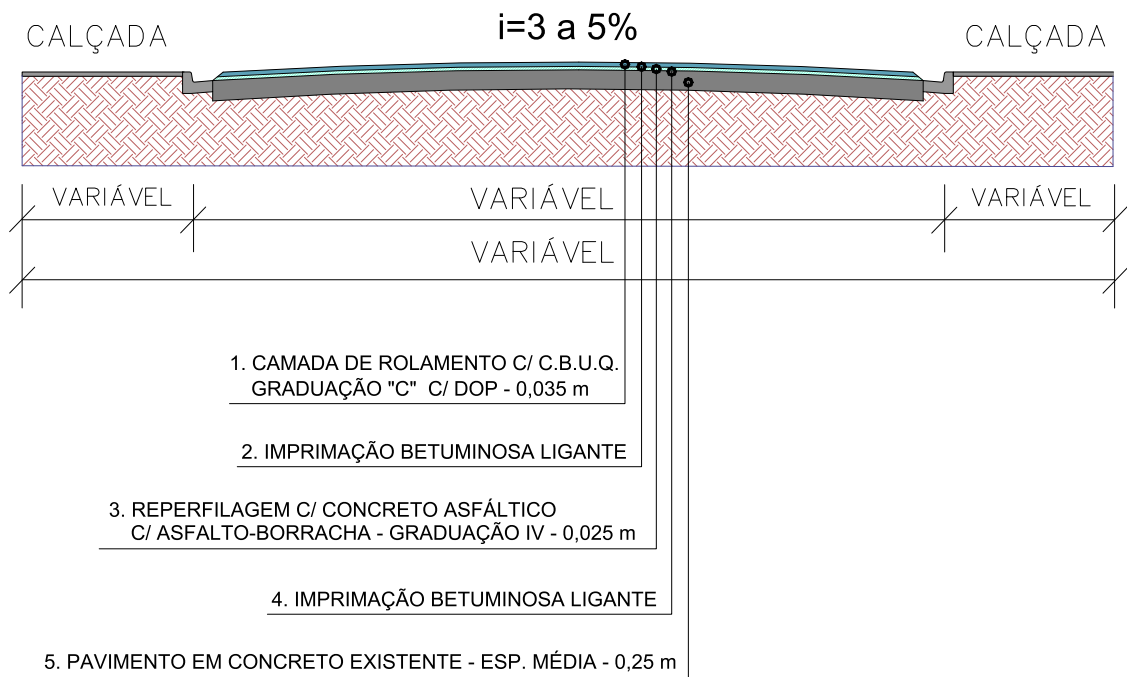 i=3 a 5%
CALÇADA
CALÇADA
VARIÁVEL
VARIÁVEL
VARIÁVEL
VARIÁVEL
1. CAMADA DE ROLAMENTO C/ C.B.U.Q.
GRADUAÇÃO "C" C/ DOP - 0,035 m
2. IMPRIMAÇÃO BETUMINOSA LIGANTE
3. REPERFILAGEM C/ CONCRETO ASFÁLTICO
C/ ASFALTO-BORRACHA - GRADUAÇÃO IV - 0,025 m
4. IMPRIMAÇÃO BETUMINOSA LIGANTE
5. PAVIMENTO EM CONCRETO EXISTENTE - ESP. MÉDIA - 0,25 m